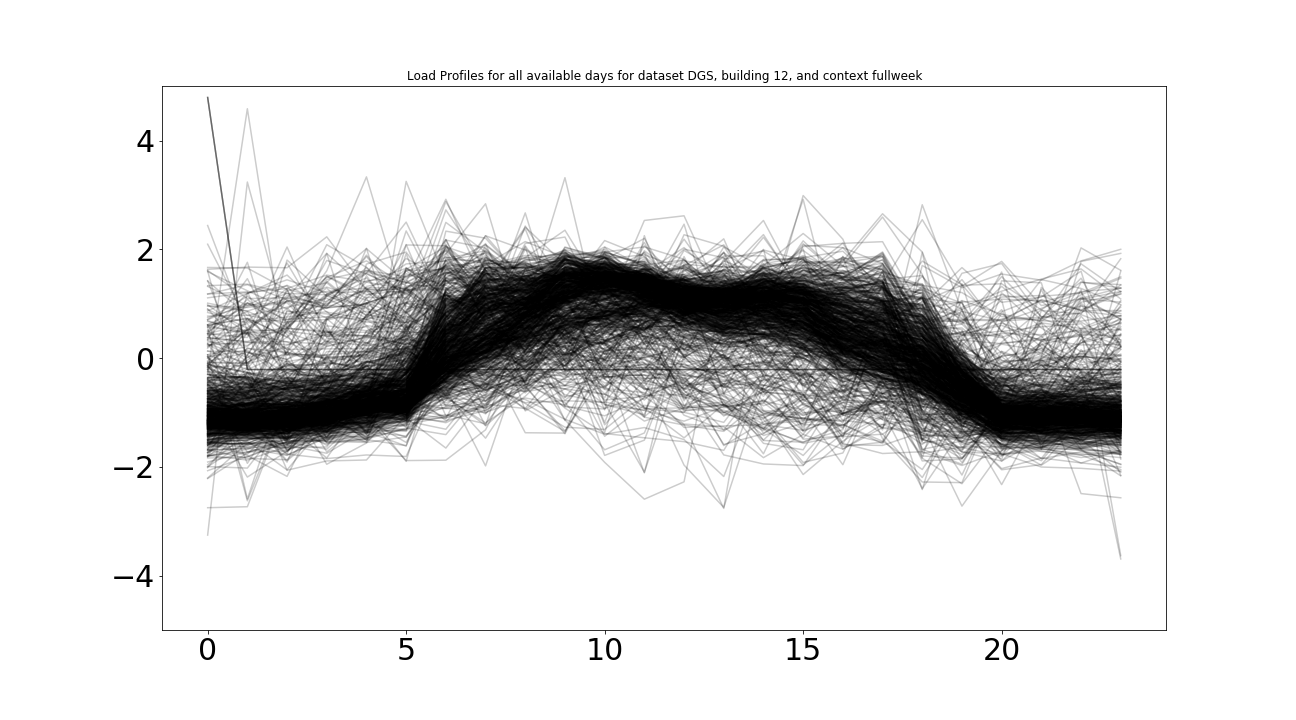 Load Profiles for all available days for dataset DGS, building 12, and context fullweek
4
2
0
−2
−4
0 5 10 15 20